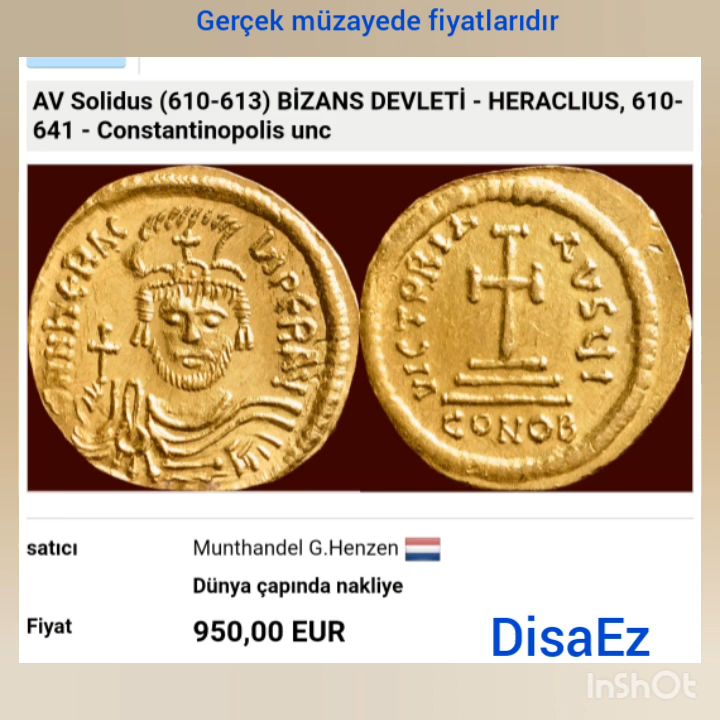 Gerçek müzayede fiyatlarıdır
AV Solidus (610-613) BİZANS DEVLETİ - HERACLIUS, 610-
641 - Constantinopolis unc
VICTORIA
AVGUI
CONOB
satıcı Munthandel G.Henzen
Dünya çapında nakliye
Fiyat 950,00 EUR
DisaEz
InShOt